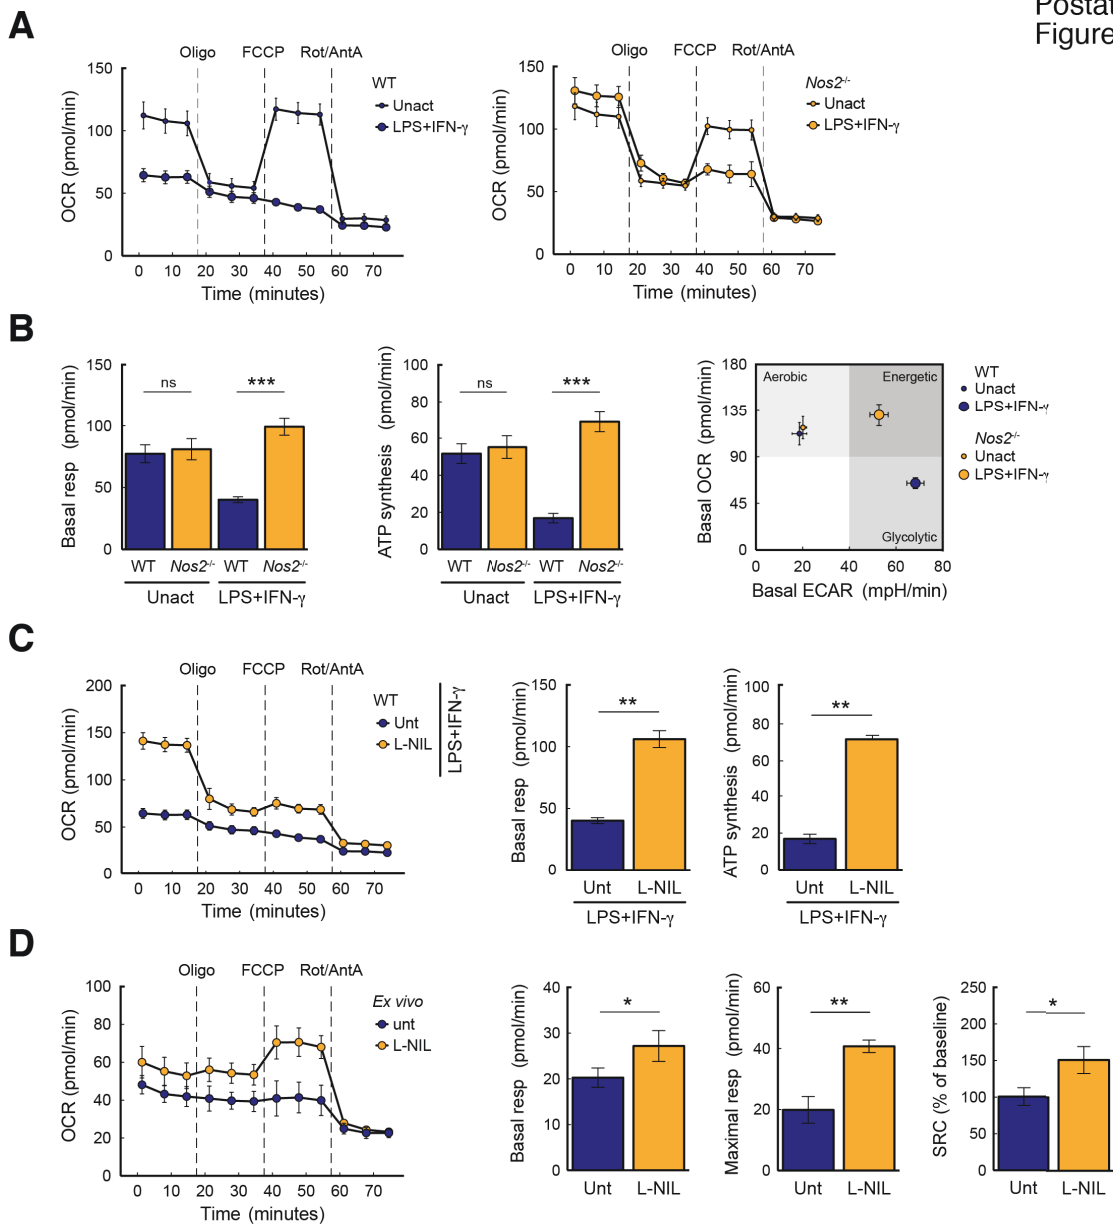 Postat
Figure
A
Oligo FCCP Rot/AntA
150
100
50
0
OCR (pmol/min)
0 10 20 30 40 50 60 70
Time (minutes)
WT
Unact
LPS+IFN-γ
Oligo FCCP Rot/AntA
150
100
50
0
OCR (pmol/min)
0 10 20 30 40 50 60 70
Time (minutes)
Nos2-/-
Unact
LPS+IFN-γ
B
150
100
50
0
Basal resp (pmol/min)
ns ***
WT Nos2-/- WT Nos2-/-
Unact LPS+IFN-γ
100
80
60
40
20
0
ATP synthesis (pmol/min)
ns ***
WT Nos2-/- WT Nos2-/-
Unact LPS+IFN-γ
180
135
90
45
0
Basal OCR (pmol/min)
Aerobic Energetic
Glycolytic
0 20 40 60 80
Basal ECAR (mpH/min)
WT
Unact
LPS+IFN-γ
Nos2-/-
Unact
LPS+IFN-γ
C
Oligo FCCP Rot/AntA
200
150
100
50
0
OCR (pmol/min)
0 10 20 30 40 50 60 70
Time (minutes)
WT
Unt
L-NIL
LPS+IFN-γ
150
100
50
0
Basal resp (pmol/min)
**
Unt L-NIL
LPS+IFN-γ
100
80
60
40
20
0
ATP synthesis (pmol/min)
**
Unt L-NIL
LPS+IFN-γ
D
Oligo FCCP Rot/AntA
100
80
60
40
20
0
OCR (pmol/min)
0 10 20 30 40 50 60 70
Time (minutes)
Ex vivo
unt
L-NIL
40
30
20
10
0
Basal resp (pmol/min)
*
Unt L-NIL
60
40
20
0
Maximal resp (pmol/min)
**
Unt L-NIL
250
200
150
100
50
0
SRC (% of baseline)
*
Unt L-NIL